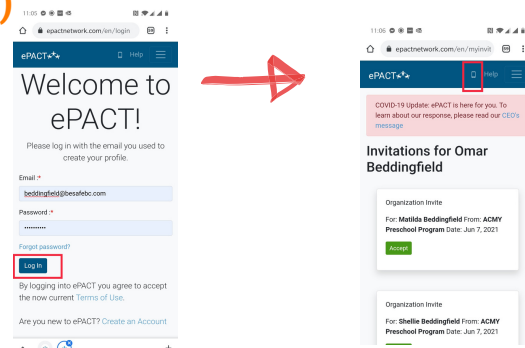 11:05
epactnetwork.com/en/login
ePACT
Help
Welcome to
ePACT!
Please log in with the email you used to
create your profile.
Email :*
beddingfield@besafebc.com
Password :*
••••••••••
Forgot password?
Log In
By logging into ePACT you agree to accept
the now current Terms of Use.
Are you new to ePACT? Create an Account
11:06
epactnetwork.com/en/myinvit
ePACT
Help
COVID-19 Update: ePACT is here for you. To
learn about our response, please read our CEO's
message
Invitations for Omar
Beddingfield
Organization Invite
For: Matilda Beddingfield From: ACMY
Preschool Program Date: Jun 7, 2021
Accept
Organization Invite
For: Shellie Beddingfield From: ACMY
Preschool Program Date: Jun 7, 2021